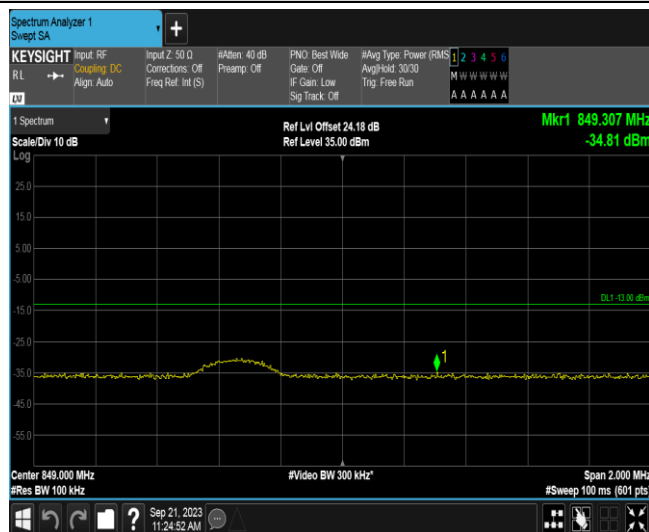 Spectrum Analyzer 1
Swept SA
+
KEYSIGHT
RL
LXI
Input: RF
Coupling: DC
Align: Auto
Input Z: 50 Ω
Corrections: Off
Freq Ref: Int (S)
#Atten: 40 dB
Preamp: Off
PNO: Best Wide
Gate: Off
IF Gain: Low
Sig Track: Off
#Avg Type: Power (RMS
Avg|Hold: 30/30
Trig: Free Run
1 2 3 4 5 6
M W W W W W
A A A A A A
1 Spectrum
Scale/Div 10 dB
Ref Lvl Offset 24.18 dB
Ref Level 35.00 dBm
Mkr1 849.307 MHz
-34.81 dBm
Log
25.0
15.0
5.00
-5.00
DL1 -13.00 dBm
-15.0
-25.0
1
-35.0
-45.0
-55.0
Center 849.000 MHz
#Res BW 100 kHz
#Video BW 300 kHz*
Span 2.000 MHz
#Sweep 100 ms (601 pts)
?
Sep 21, 2023
11:24:52 AM